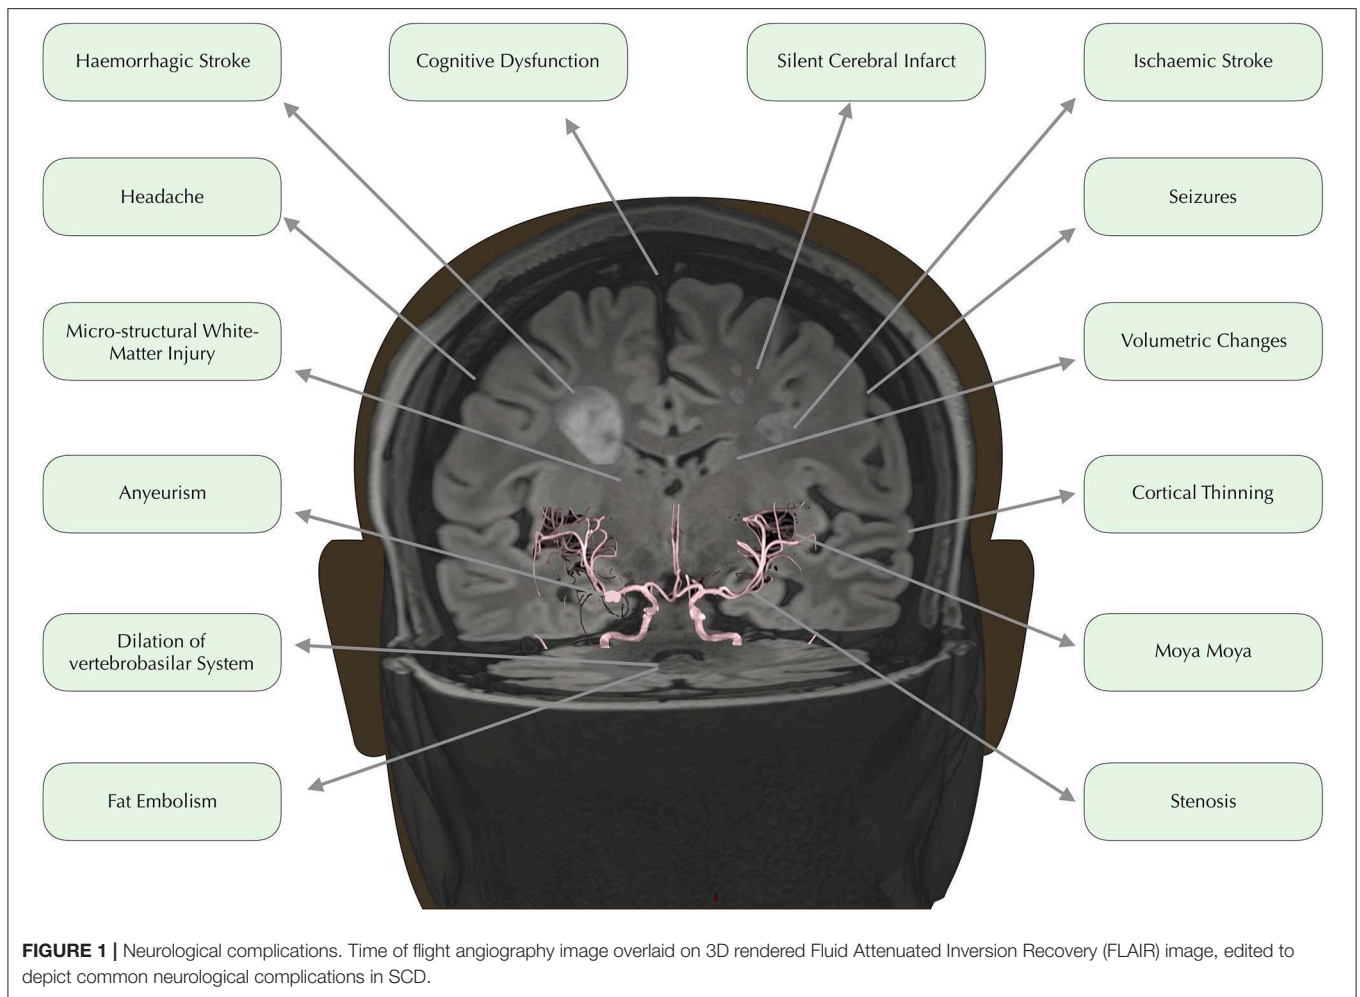 Haemorrhagic Stroke
Cognitive Dysfunction
Silent Cerebral Infarct
Ischaemic Stroke
Headache
Seizures
Micro-structural White-
Matter Injury
Volumetric Changes
Anyeurism
Cortical Thinning
Dilation of
vertebrobasilar System
Moya Moya
Fat Embolism
Stenosis
FIGURE 1 | Neurological complications. Time of flight angiography image overlaid on 3D rendered Fluid Attenuated Inversion Recovery (FLAIR) image, edited to
depict common neurological complications in SCD.